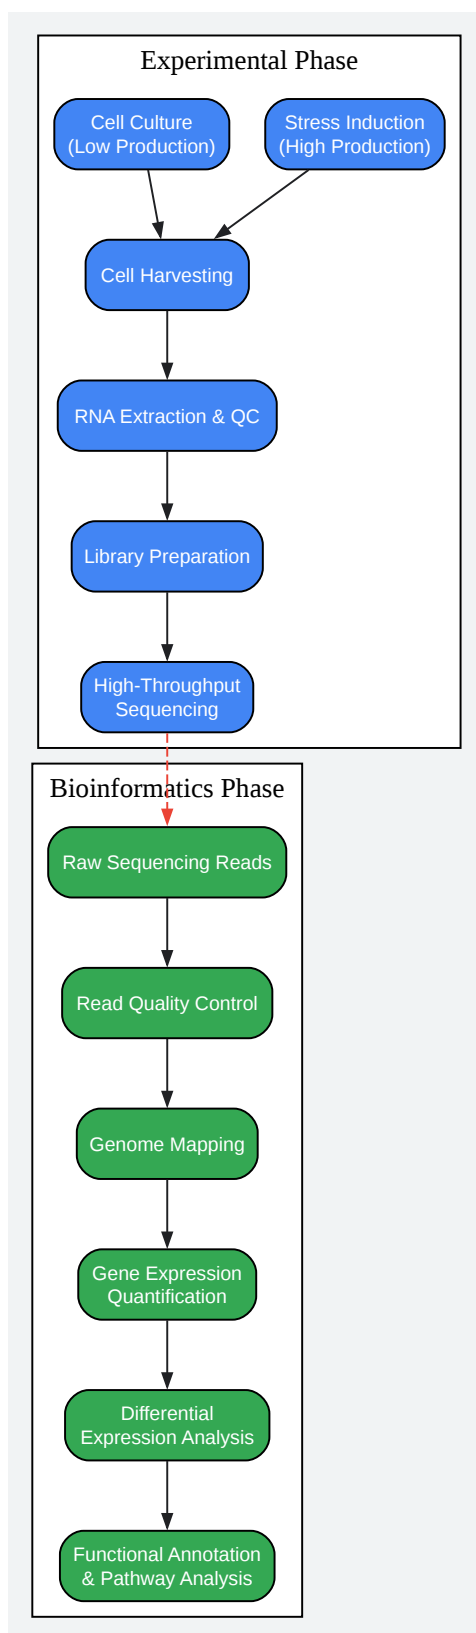 Experimental Phase
Cell Culture
(Low Production)
Stress Induction
(High Production)
Cell Harvesting
RNA Extraction & QC
Library Preparation
High-Throughput
Sequencing
Bioinformatics Phase
Raw Sequencing Reads
Read Quality Control
Genome Mapping
Gene Expression
Quantification
Differential
Expression Analysis
Functional Annotation
& Pathway Analysis